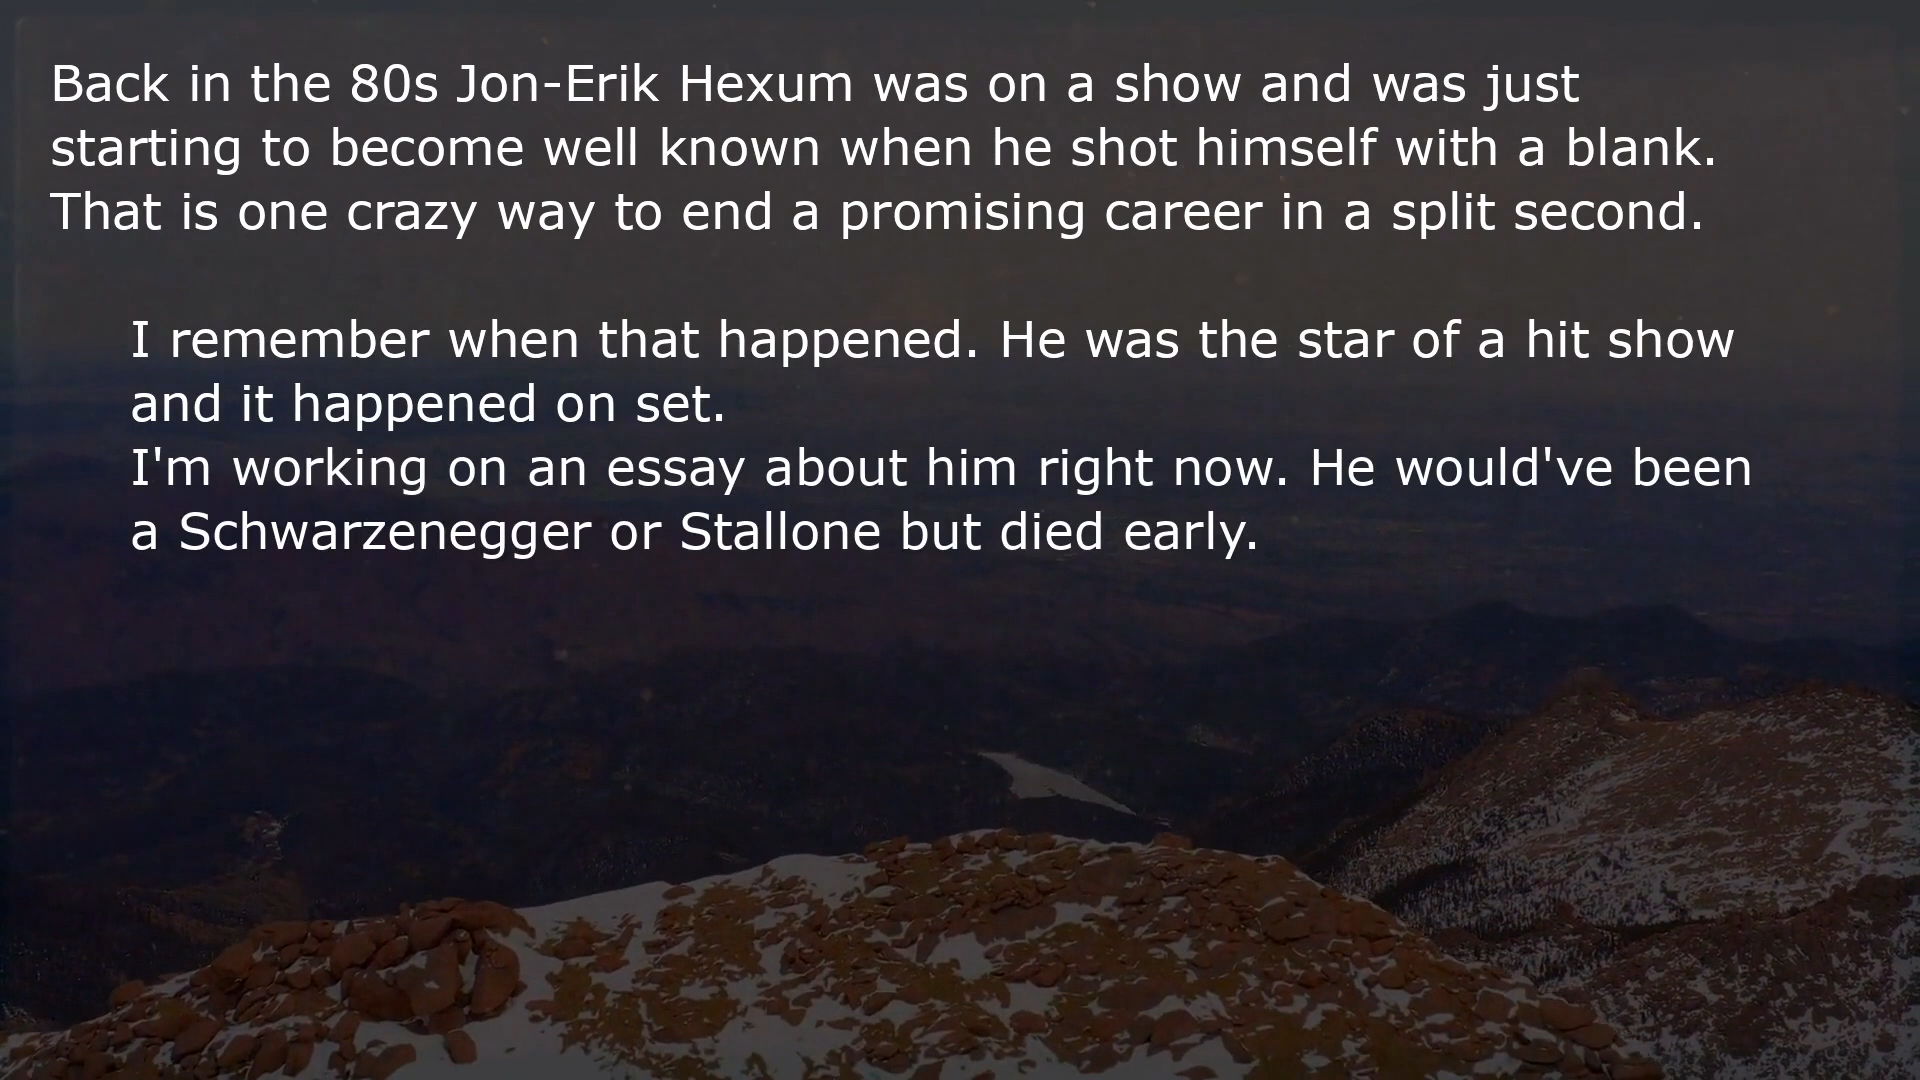 Back in the 80s Jon-Erik Hexum was on a show and was just
starting to become well known when he shot himself with a blank.
That is one crazy way to end a promising career in a split second.
I remember when that happened. He was the star of a hit show
and it happened on set.
I'm working on an essay about him right now. He would've been
a Schwarzenegger or Stallone but died early.